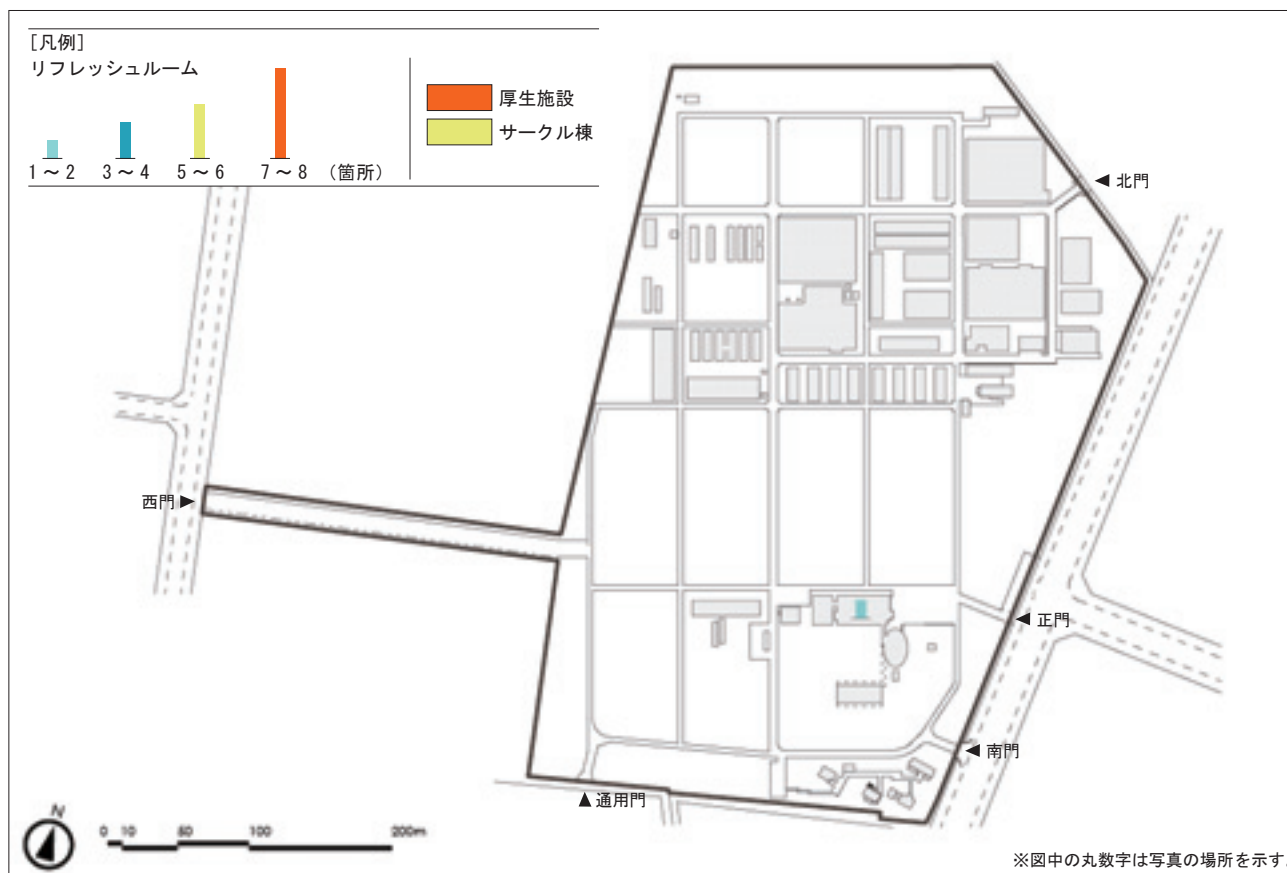 [凡例]
リフレッシュルーム
1～2 3～4 5～6 7～8 (箇所)
厚生施設
サークル棟
北門
西門
正門
南門
通用門
N
0 10 50 100 200m
※図中の丸数字は写真の場所を示す。